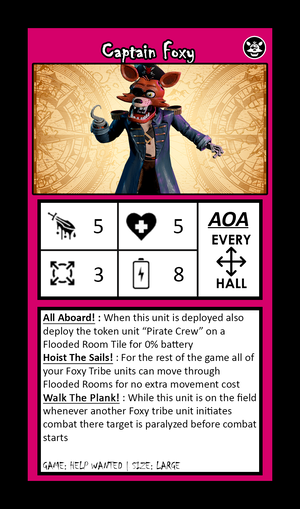 Captain Foxy
5 5 AOA
EVERY
3 8 HALL
All Aboard! : When this unit is deployed also
deploy the token unit “Pirate Crew” on a
Flooded Room Tile for 0% battery
Hoist The Sails! : For the rest of the game all of
your Foxy Tribe units can move through
Flooded Rooms for no extra movement cost
Walk The Plank! : While this unit is on the field
whenever another Foxy tribe unit initiates
combat there target is paralyzed before combat
starts
GAME: HELP WANTED | SIZE: LARGE